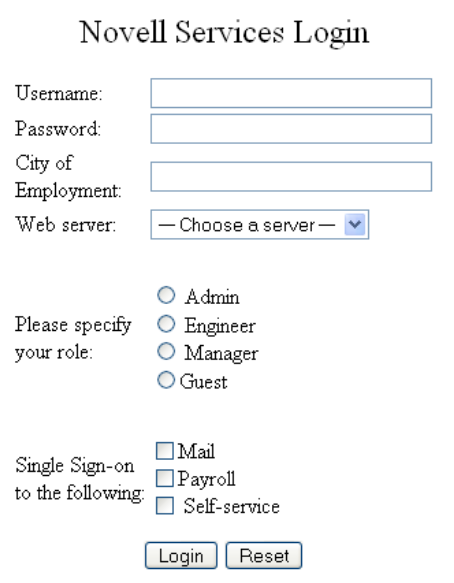 Novell Services Login
Username:
Password:
City of
Employment:
Web server: — Choose a server —
Please specify
your role:
Admin
Engineer
Manager
Guest
Single Sign-on
to the following:
Mail
Payroll
Self-service
Login Reset